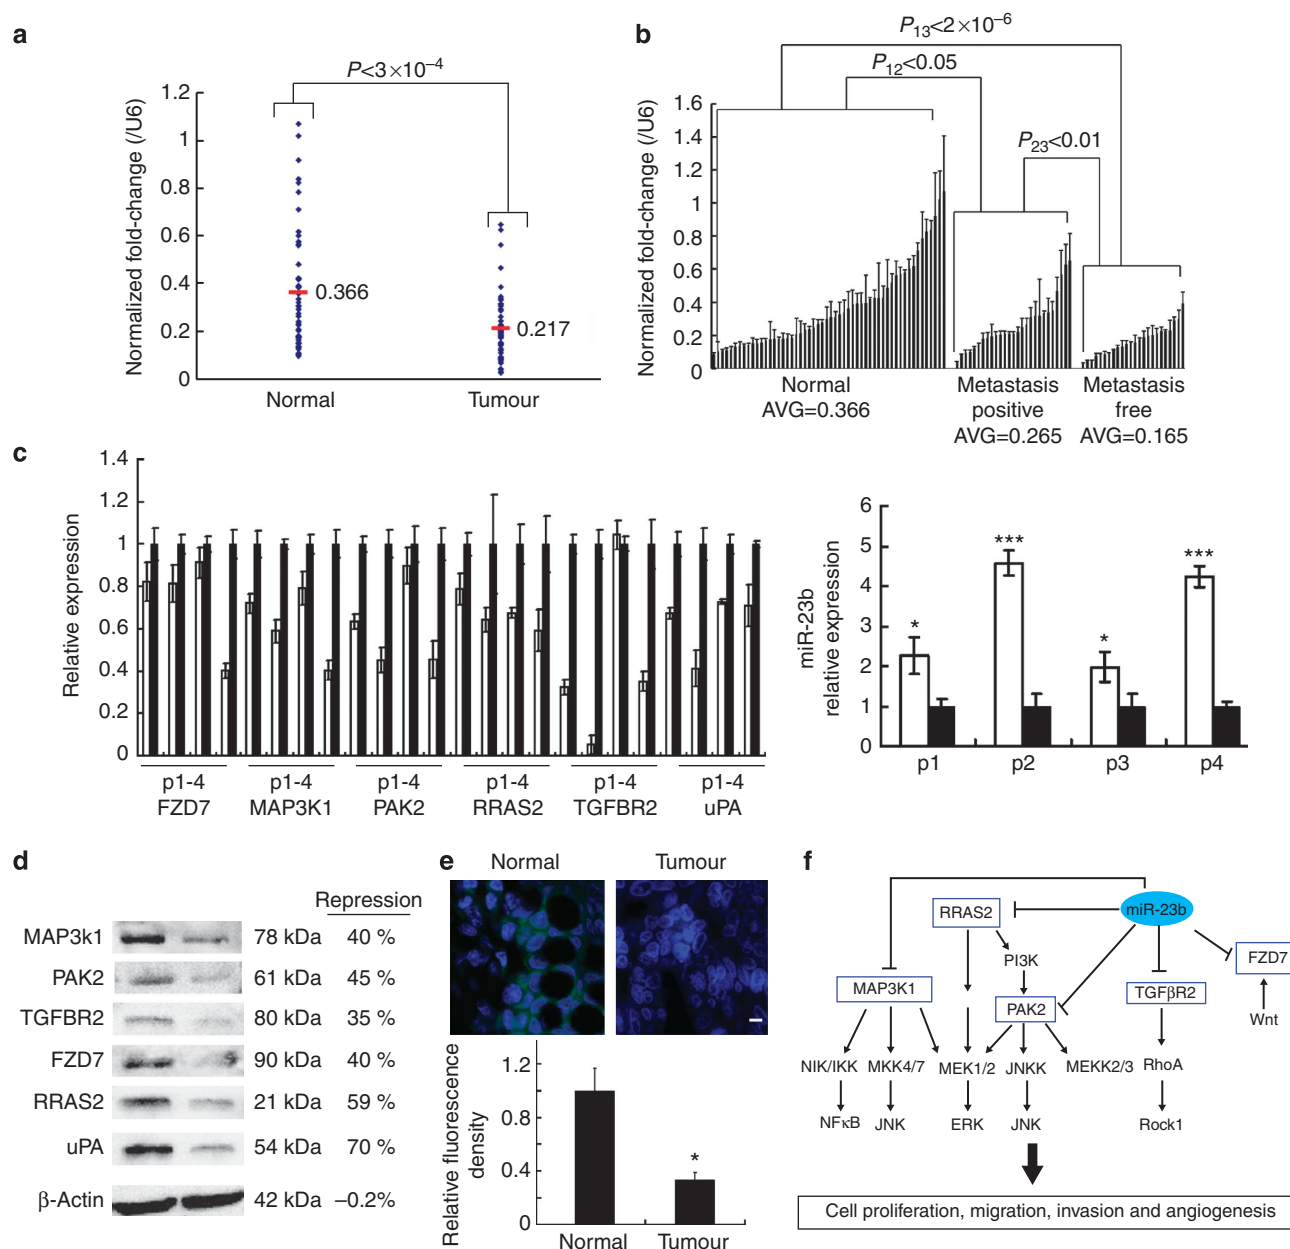 a
P<3×10⁻⁴
Normalized fold-change (/U6)
1.2
1
0.8
0.6
0.4
0.2
0
0.366
0.217
Normal
Tumour
b
P₁₃<2×10⁻⁶
P₁₂<0.05
P₂₃<0.01
Normalized fold-change (/U6)
1.6
1.4
1.2
1
0.8
0.6
0.4
0.2
0
Normal
AVG=0.366
Metastasis
positive
AVG=0.265
Metastasis
free
AVG=0.165
c
Relative expression
1.4
1.2
1
0.8
0.6
0.4
0.2
0
p1-4
FZD7
p1-4
MAP3K1
p1-4
PAK2
p1-4
RRAS2
p1-4
TGFBR2
p1-4
uPA
miR-23b
relative expression
6
5
4
3
2
1
0
*
***
*
***
p1
p2
p3
p4
d
Repression
MAP3k1 78 kDa 40 %
PAK2 61 kDa 45 %
TGFBR2 80 kDa 35 %
FZD7 90 kDa 40 %
RRAS2 21 kDa 59 %
uPA 54 kDa 70 %
β-Actin 42 kDa –0.2%
e
Normal
Tumour
Relative fluorescence
density
1.2
0.8
0.4
0
*
Normal
Tumour
f
RRAS2
miR-23b
PI3K
FZD7
MAP3K1
PAK2
TGFβR2
Wnt
NIK/IKK
MKK4/7
MEK1/2
JNKK
MEKK2/3
RhoA
NFκB
JNK
ERK
JNK
Rock1
Cell proliferation, migration, invasion and angiogenesis